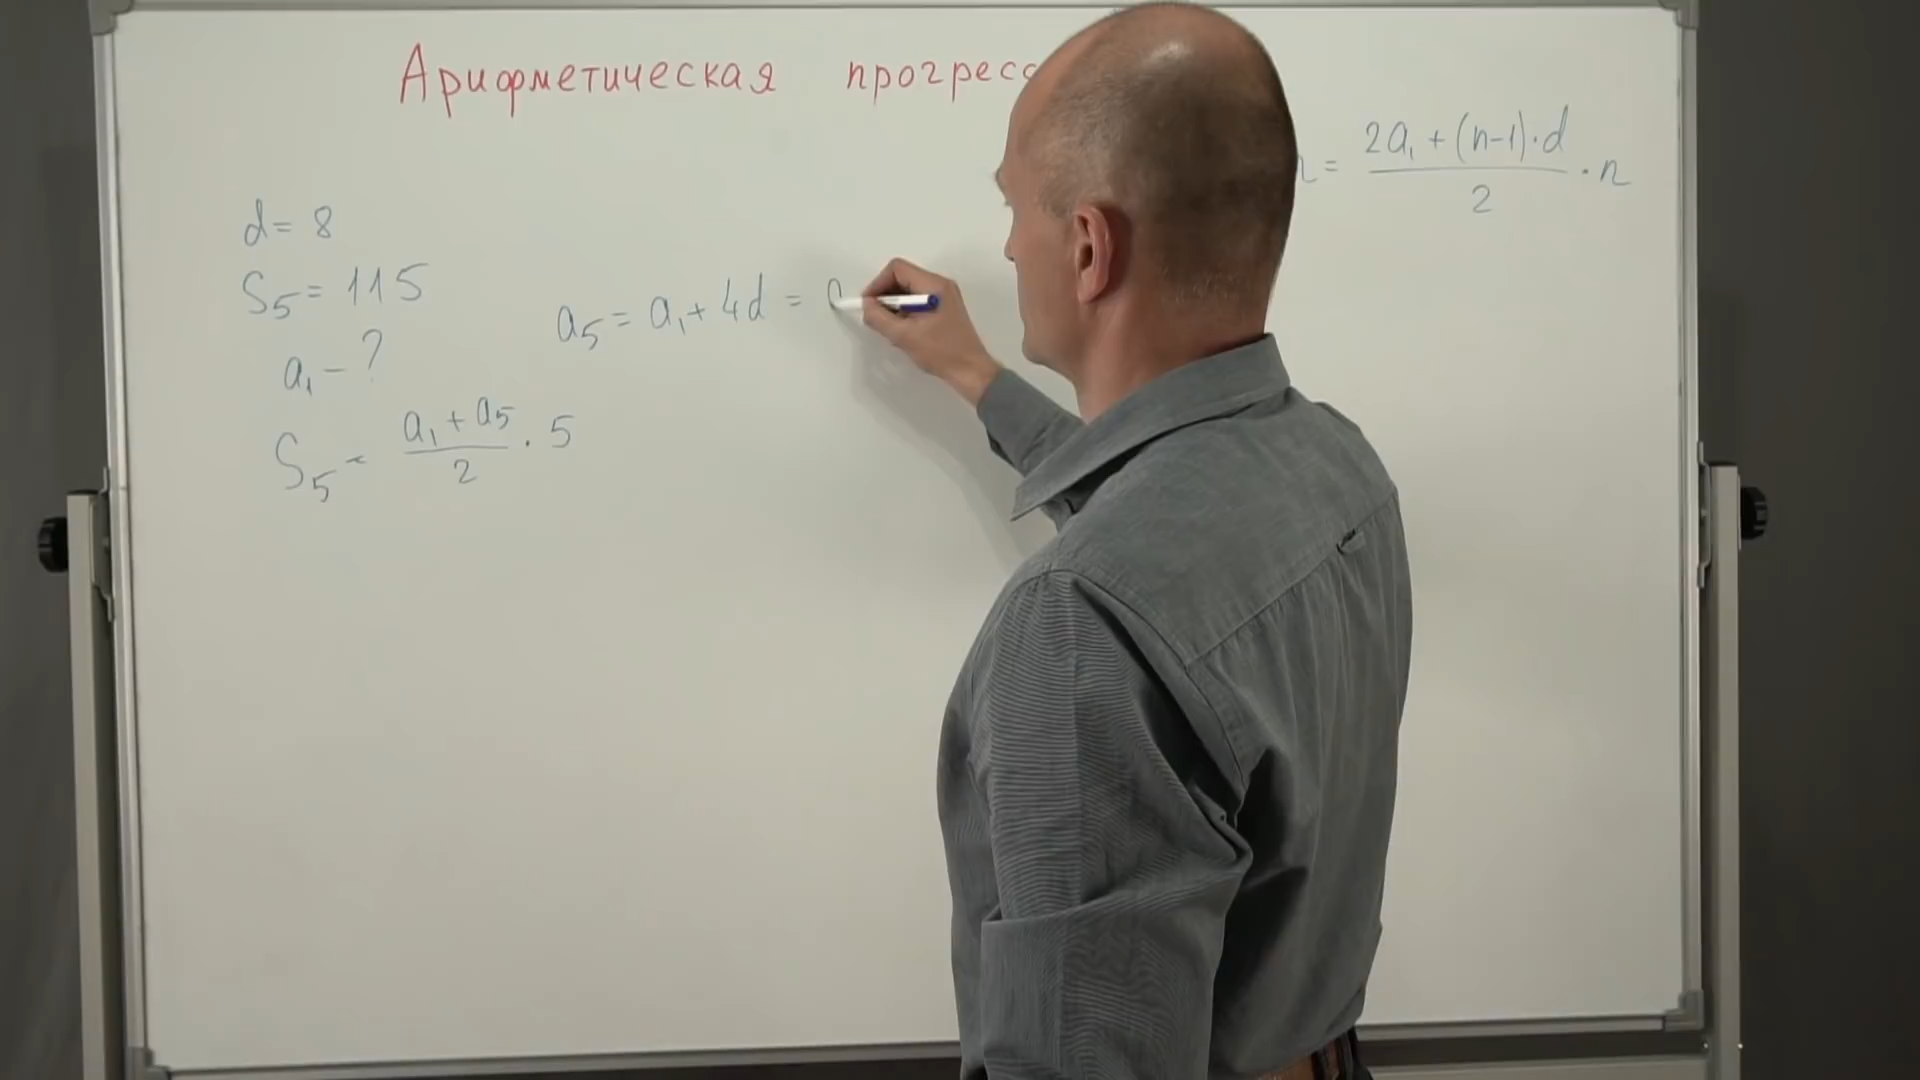 Арифметическая прогресс
n = (2a₁ + (n-1)·d)/2 · n
d = 8
S₅ = 115
a₅ = a₁ + 4d = a
a₁ - ?
S₅ = (a₁ + a₅)/2 · 5